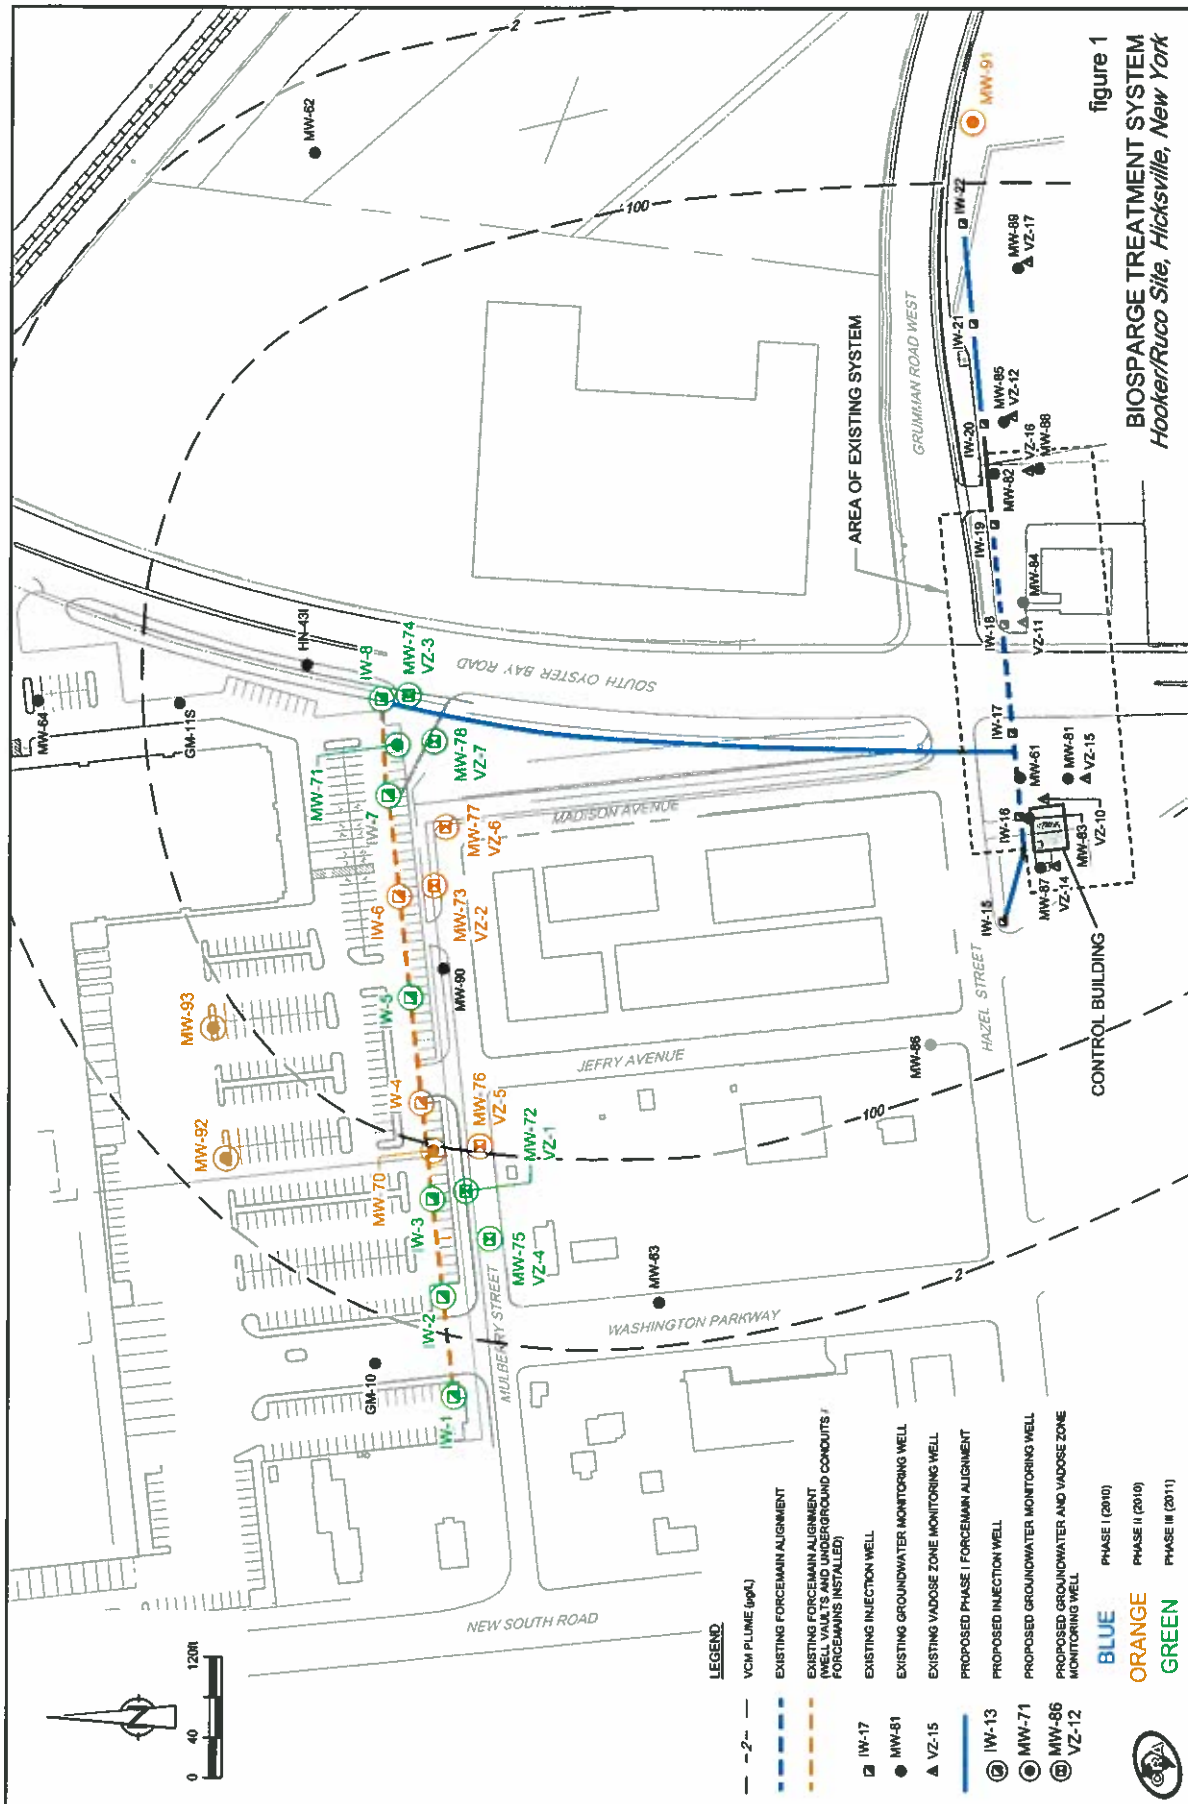 figure 1
BIOSPARGE TREATMENT SYSTEM
Hooker/Ruco Site, Hicksville, New York
MW-64
GM-11S
HN-43I
MW-62
2
100
IW-8
MW-74
VZ-3
MW-71
MW-78
VZ-7
IW-7
MW-77
VZ-6
IW-6
MW-73
VZ-2
MW-93
IW-5
MW-90
MW-92
IW-4
MW-76
VZ-5
MW-70
MW-72
VZ-1
IW-3
MW-75
VZ-4
IW-2
GM-10
IW-1
MW-63
MW-86
100
2
SOUTH OYSTER BAY ROAD
GRUMMAN ROAD WEST
MADISON AVENUE
JEFRY AVENUE
HAZEL STREET
WASHINGTON PARKWAY
MULBERRY STREET
NEW SOUTH ROAD
AREA OF EXISTING SYSTEM
CONTROL BUILDING
MW-91
IW-22
MW-89
VZ-17
IW-21
MW-85
VZ-12
IW-20
VZ-16
MW-88
MW-82
IW-19
MW-84
IW-18
VZ-11
IW-17
MW-61
MW-81
VZ-15
IW-16
MW-83
VZ-10
MW-87
VZ-14
IW-15
0 40 120ft
N
LEGEND
2 VCM PLUME (µg/L)
EXISTING FORCEMAIN ALIGNMENT
EXISTING FORCEMAIN ALIGNMENT
(WELL VAULTS AND UNDERGROUND CONDUITS /
FORCEMAINS INSTALLED)
IW-17 EXISTING INJECTION WELL
MW-81 EXISTING GROUNDWATER MONITORING WELL
VZ-15 EXISTING VADOSE ZONE MONITORING WELL
PROPOSED PHASE I FORCEMAIN ALIGNMENT
IW-13 PROPOSED INJECTION WELL
MW-71 PROPOSED GROUNDWATER MONITORING WELL
MW-86 PROPOSED GROUNDWATER AND VADOSE ZONE
VZ-12 MONITORING WELL
BLUE PHASE I (2010)
ORANGE PHASE II (2010)
GREEN PHASE III (2011)
CRA